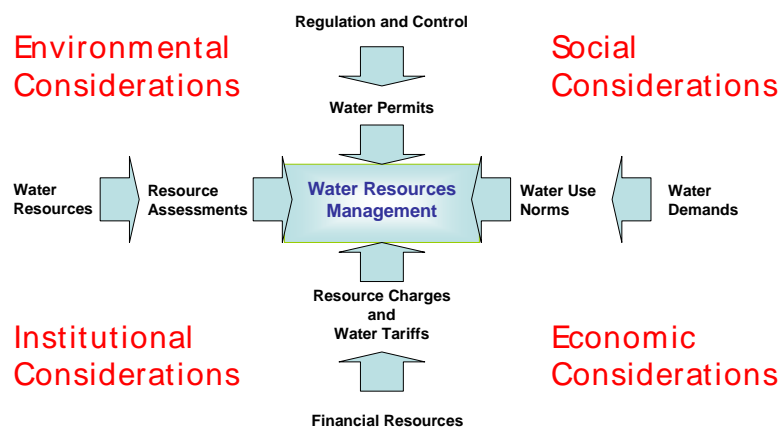 Regulation and Control
Environmental
Considerations
Social
Considerations
Water Permits
Water
Resources
Resource
Assessments
Water Resources
Management
Water Use
Norms
Water
Demands
Resource Charges
and
Water Tariffs
Institutional
Considerations
Economic
Considerations
Financial Resources